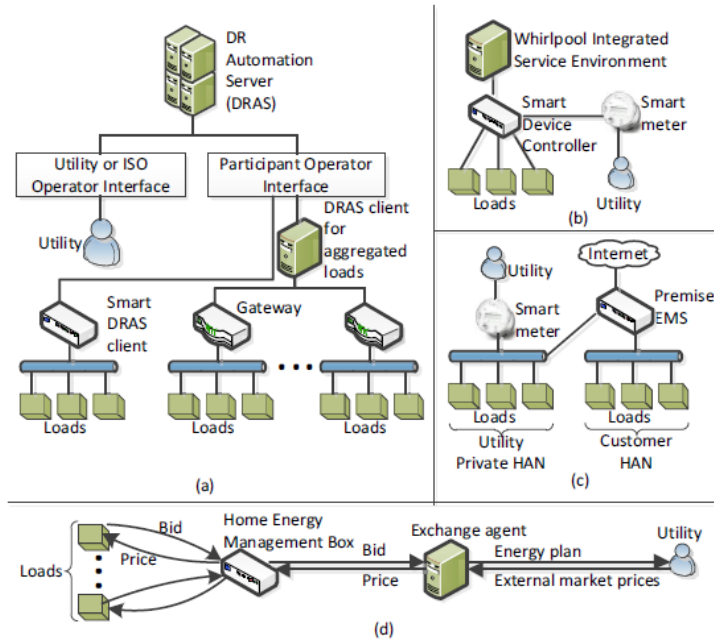 DR
Automation
Server
(DRAS)
Utility or ISO
Operator Interface
Participant Operator
Interface
Utility
DRAS client
for
aggregated
loads
Smart
DRAS
client
Gateway
Loads
Loads
Loads
(a)
Whirlpool Integrated
Service Environment
Smart
Device
Controller
Smart
meter
Loads
Utility
(b)
Utility
Internet
Smart
meter
Premise
EMS
Loads
Loads
Utility
Private HAN
Customer
HAN
(c)
Loads
Bid
Price
Home Energy
Management Box
Bid
Price
Exchange agent
Energy plan
External market prices
Utility
(d)